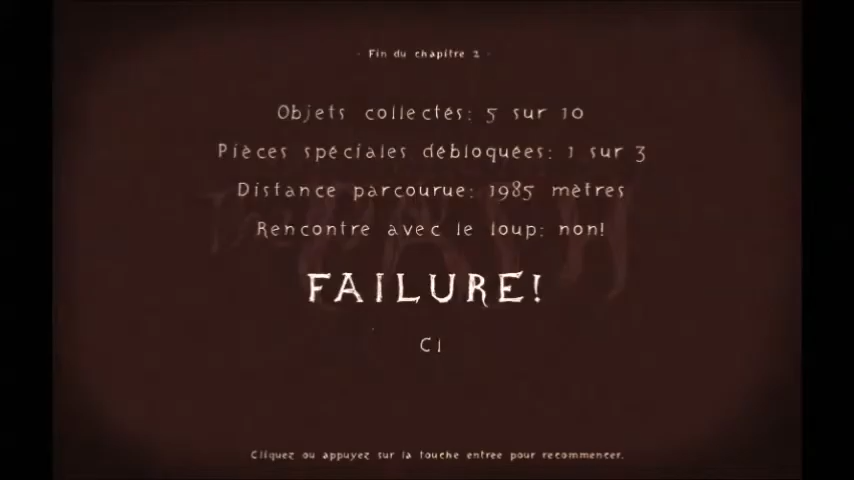 - Fin du chapitre 2 -
Objets collectés: 5 sur 10
Pièces spéciales débloquées: 1 sur 3
Distance parcourue: 1985 mètres
Rencontre avec le loup: non!
FAILURE!
C1
Cliquez ou appuyez sur la touche entree pour recommencer.